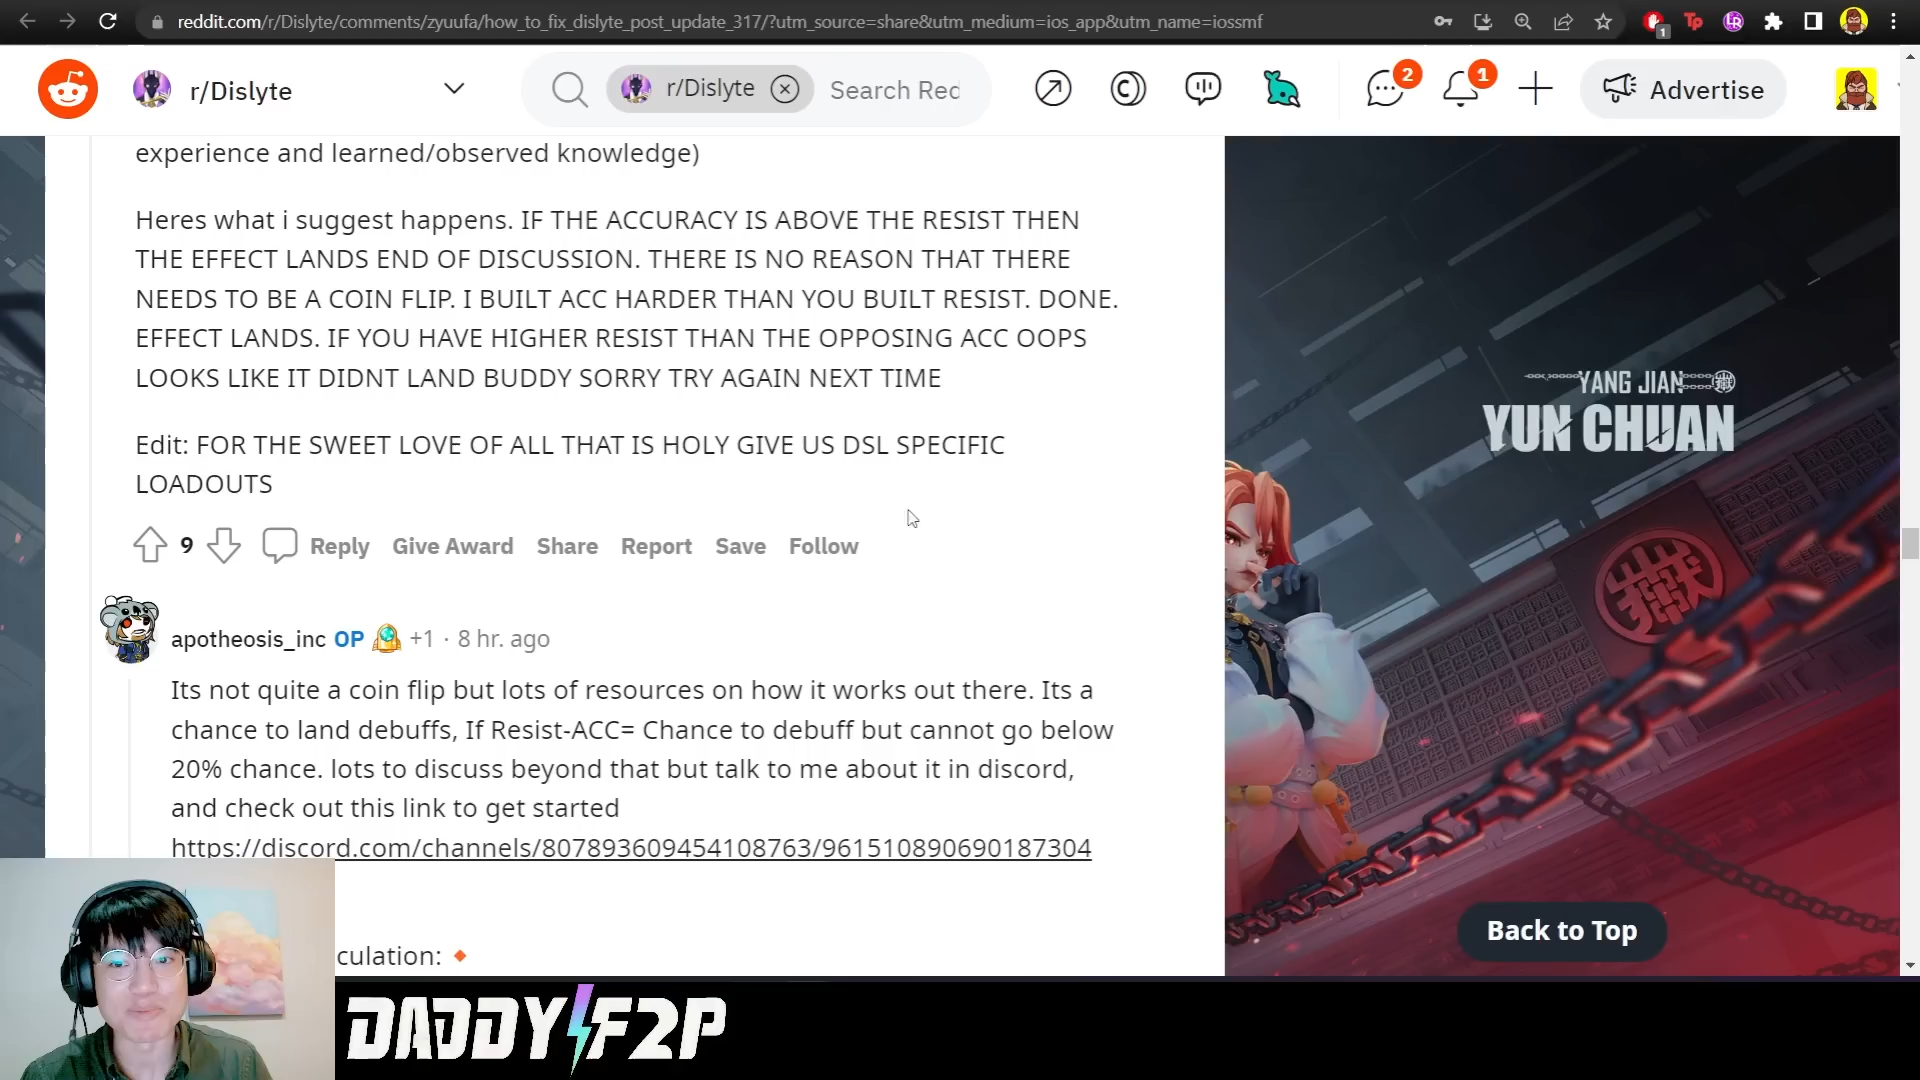 reddit.com/r/Dislyte/comments/zyuufa/how_to_fix_dislyte_post_update_317/?utm_source=share&utm_medium=ios_app&utm_name=iossmf
1
TP
LR
r/Dislyte
r/Dislyte
Search Red
2
1
Advertise
experience and learned/observed knowledge)
Heres what i suggest happens. IF THE ACCURACY IS ABOVE THE RESIST THEN
THE EFFECT LANDS END OF DISCUSSION. THERE IS NO REASON THAT THERE
NEEDS TO BE A COIN FLIP. I BUILT ACC HARDER THAN YOU BUILT RESIST. DONE.
EFFECT LANDS. IF YOU HAVE HIGHER RESIST THAN THE OPPOSING ACC OOPS
LOOKS LIKE IT DIDNT LAND BUDDY SORRY TRY AGAIN NEXT TIME
Edit: FOR THE SWEET LOVE OF ALL THAT IS HOLY GIVE US DSL SPECIFIC
LOADOUTS
9
Reply Give Award Share Report Save Follow
apotheosis_inc OP +1 · 8 hr. ago
Its not quite a coin flip but lots of resources on how it works out there. Its a
chance to land debuffs, If Resist-ACC= Chance to debuff but cannot go below
20% chance. lots to discuss beyond that but talk to me about it in discord,
and check out this link to get started
https://discord.com/channels/807893609454108763/961510890690187304
culation:
YANG JIAN
YUN CHUAN
Back to Top
DADDY F2P